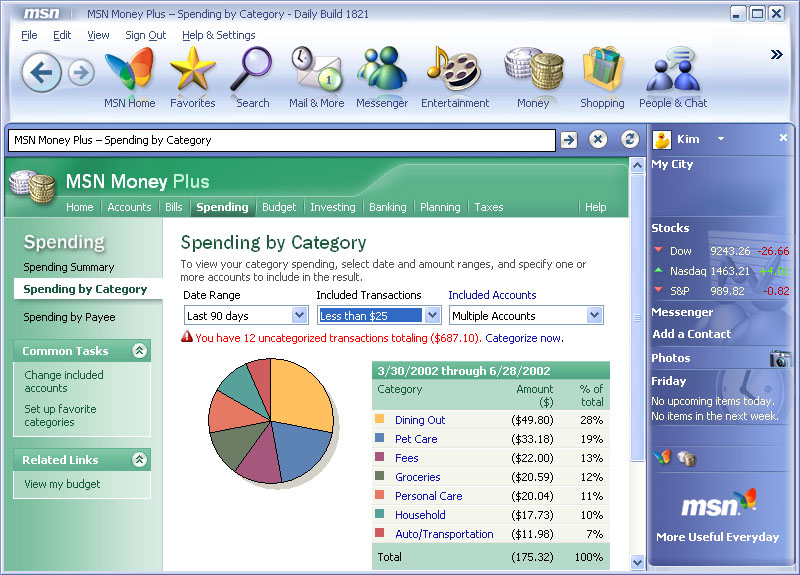 msn MSN Money Plus – Spending by Category - Daily Build 1821
File Edit View Sign Out Help & Settings
MSN Home Favorites Search Mail & More Messenger Entertainment Money Shopping People & Chat
MSN Money Plus – Spending by Category
MSN Money Plus
Home Accounts Bills Spending Budget Investing Banking Planning Taxes Help
Spending
Spending Summary
Spending by Category
Spending by Payee
Common Tasks
Change included
accounts
Set up favorite
categories
Related Links
View my budget
Spending by Category
To view your category spending, select date and amount ranges, and specify one or
more accounts to include in the result.
Date Range Included Transactions Included Accounts
Last 90 days Less than $25 Multiple Accounts
You have 12 uncategorized transactions totaling ($687.10). Categorize now.
3/30/2002 through 6/28/2002
Category Amount ($) % of total
Dining Out ($49.80) 28%
Pet Care ($33.18) 19%
Fees ($22.00) 13%
Groceries ($20.59) 12%
Personal Care ($20.04) 11%
Household ($17.73) 10%
Auto/Transportation ($11.98) 7%
Total (175.32) 100%
Kim
My City
Stocks
Dow 9243.26 -26.66
Nasdaq 1463.21
S&P 989.82 -0.82
Messenger
Add a Contact
Photos
Friday
No upcoming items today.
No items in the next week.
msn
More Useful Everyday